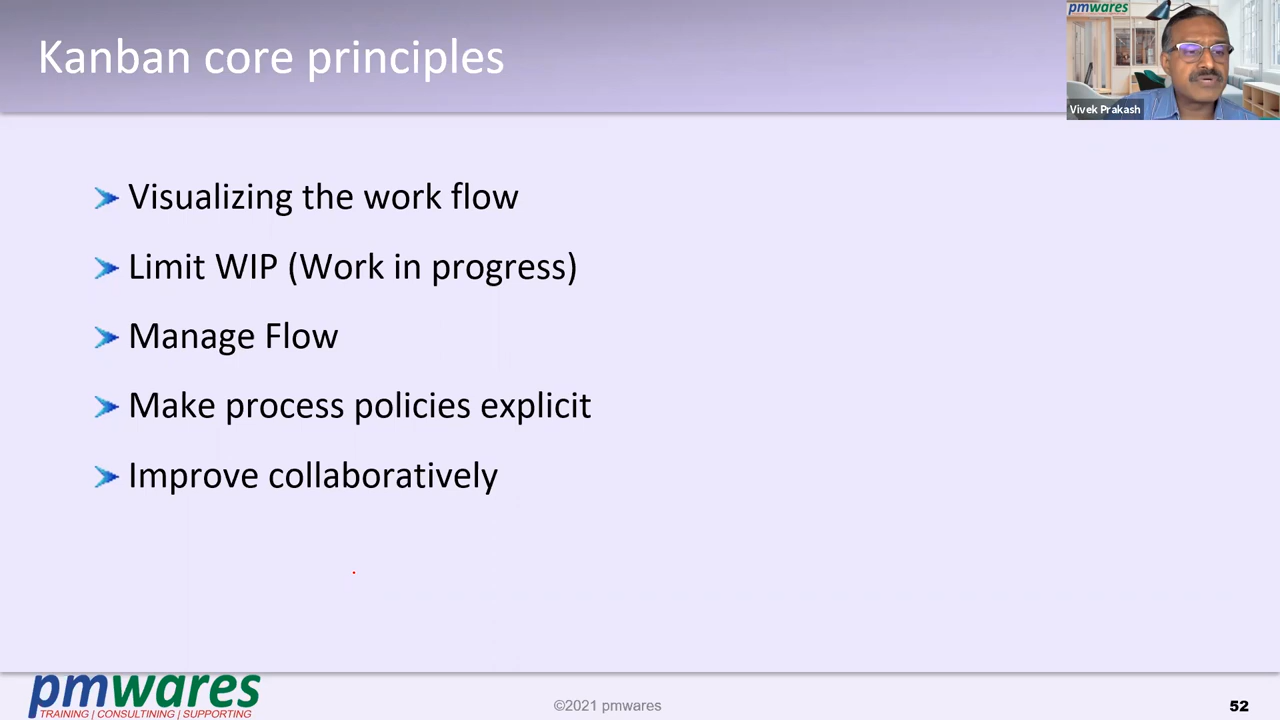 Kanban core principles
pmwares
Vivek Prakash
Visualizing the work flow
Limit WIP (Work in progress)
Manage Flow
Make process policies explicit
Improve collaboratively
pmwares
TRAINING | CONSULTINING | SUPPORTING
©2021 pmwares
52